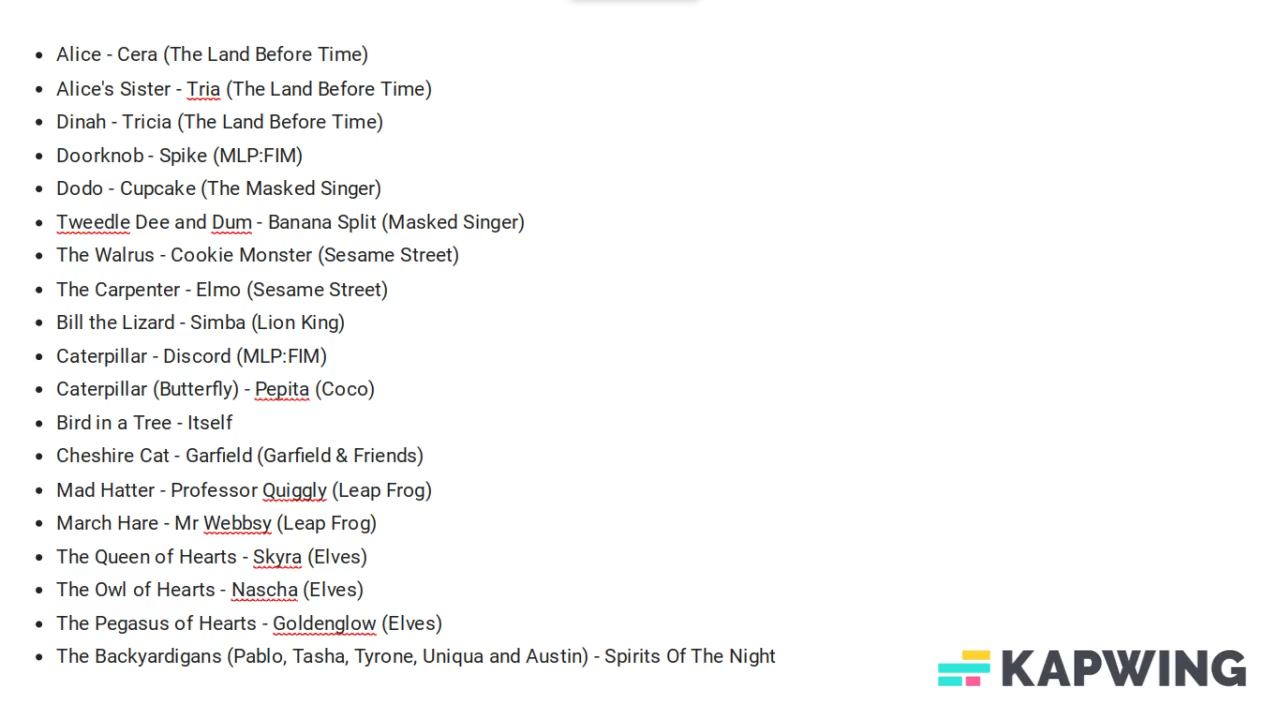 Alice - Cera (The Land Before Time)
Alice's Sister - Tria (The Land Before Time)
Dinah - Tricia (The Land Before Time)
Doorknob - Spike (MLP:FIM)
Dodo - Cupcake (The Masked Singer)
Tweedle Dee and Dum - Banana Split (Masked Singer)
The Walrus - Cookie Monster (Sesame Street)
The Carpenter - Elmo (Sesame Street)
Bill the Lizard - Simba (Lion King)
Caterpillar - Discord (MLP:FIM)
Caterpillar (Butterfly) - Pepita (Coco)
Bird in a Tree - Itself
Cheshire Cat - Garfield (Garfield & Friends)
Mad Hatter - Professor Quiggly (Leap Frog)
March Hare - Mr Webbsy (Leap Frog)
The Queen of Hearts - Skyra (Elves)
The Owl of Hearts - Nascha (Elves)
The Pegasus of Hearts - Goldenglow (Elves)
The Backyardigans (Pablo, Tasha, Tyrone, Uniqua and Austin) - Spirits Of The Night
KAPWING